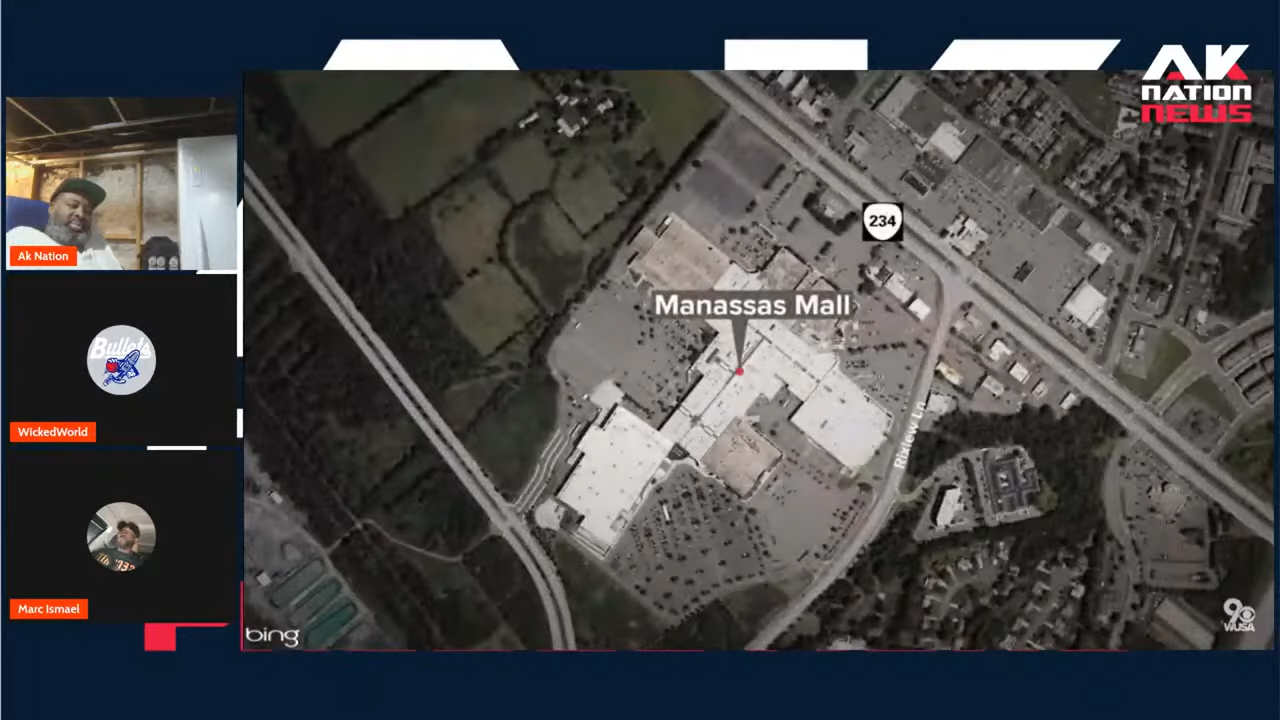 AK
NATION
NEWS
Ak Nation
Bullets
WickedWorld
Marc Ismael
234
Manassas Mall
Rixlew Ln
bing
9
WUSA